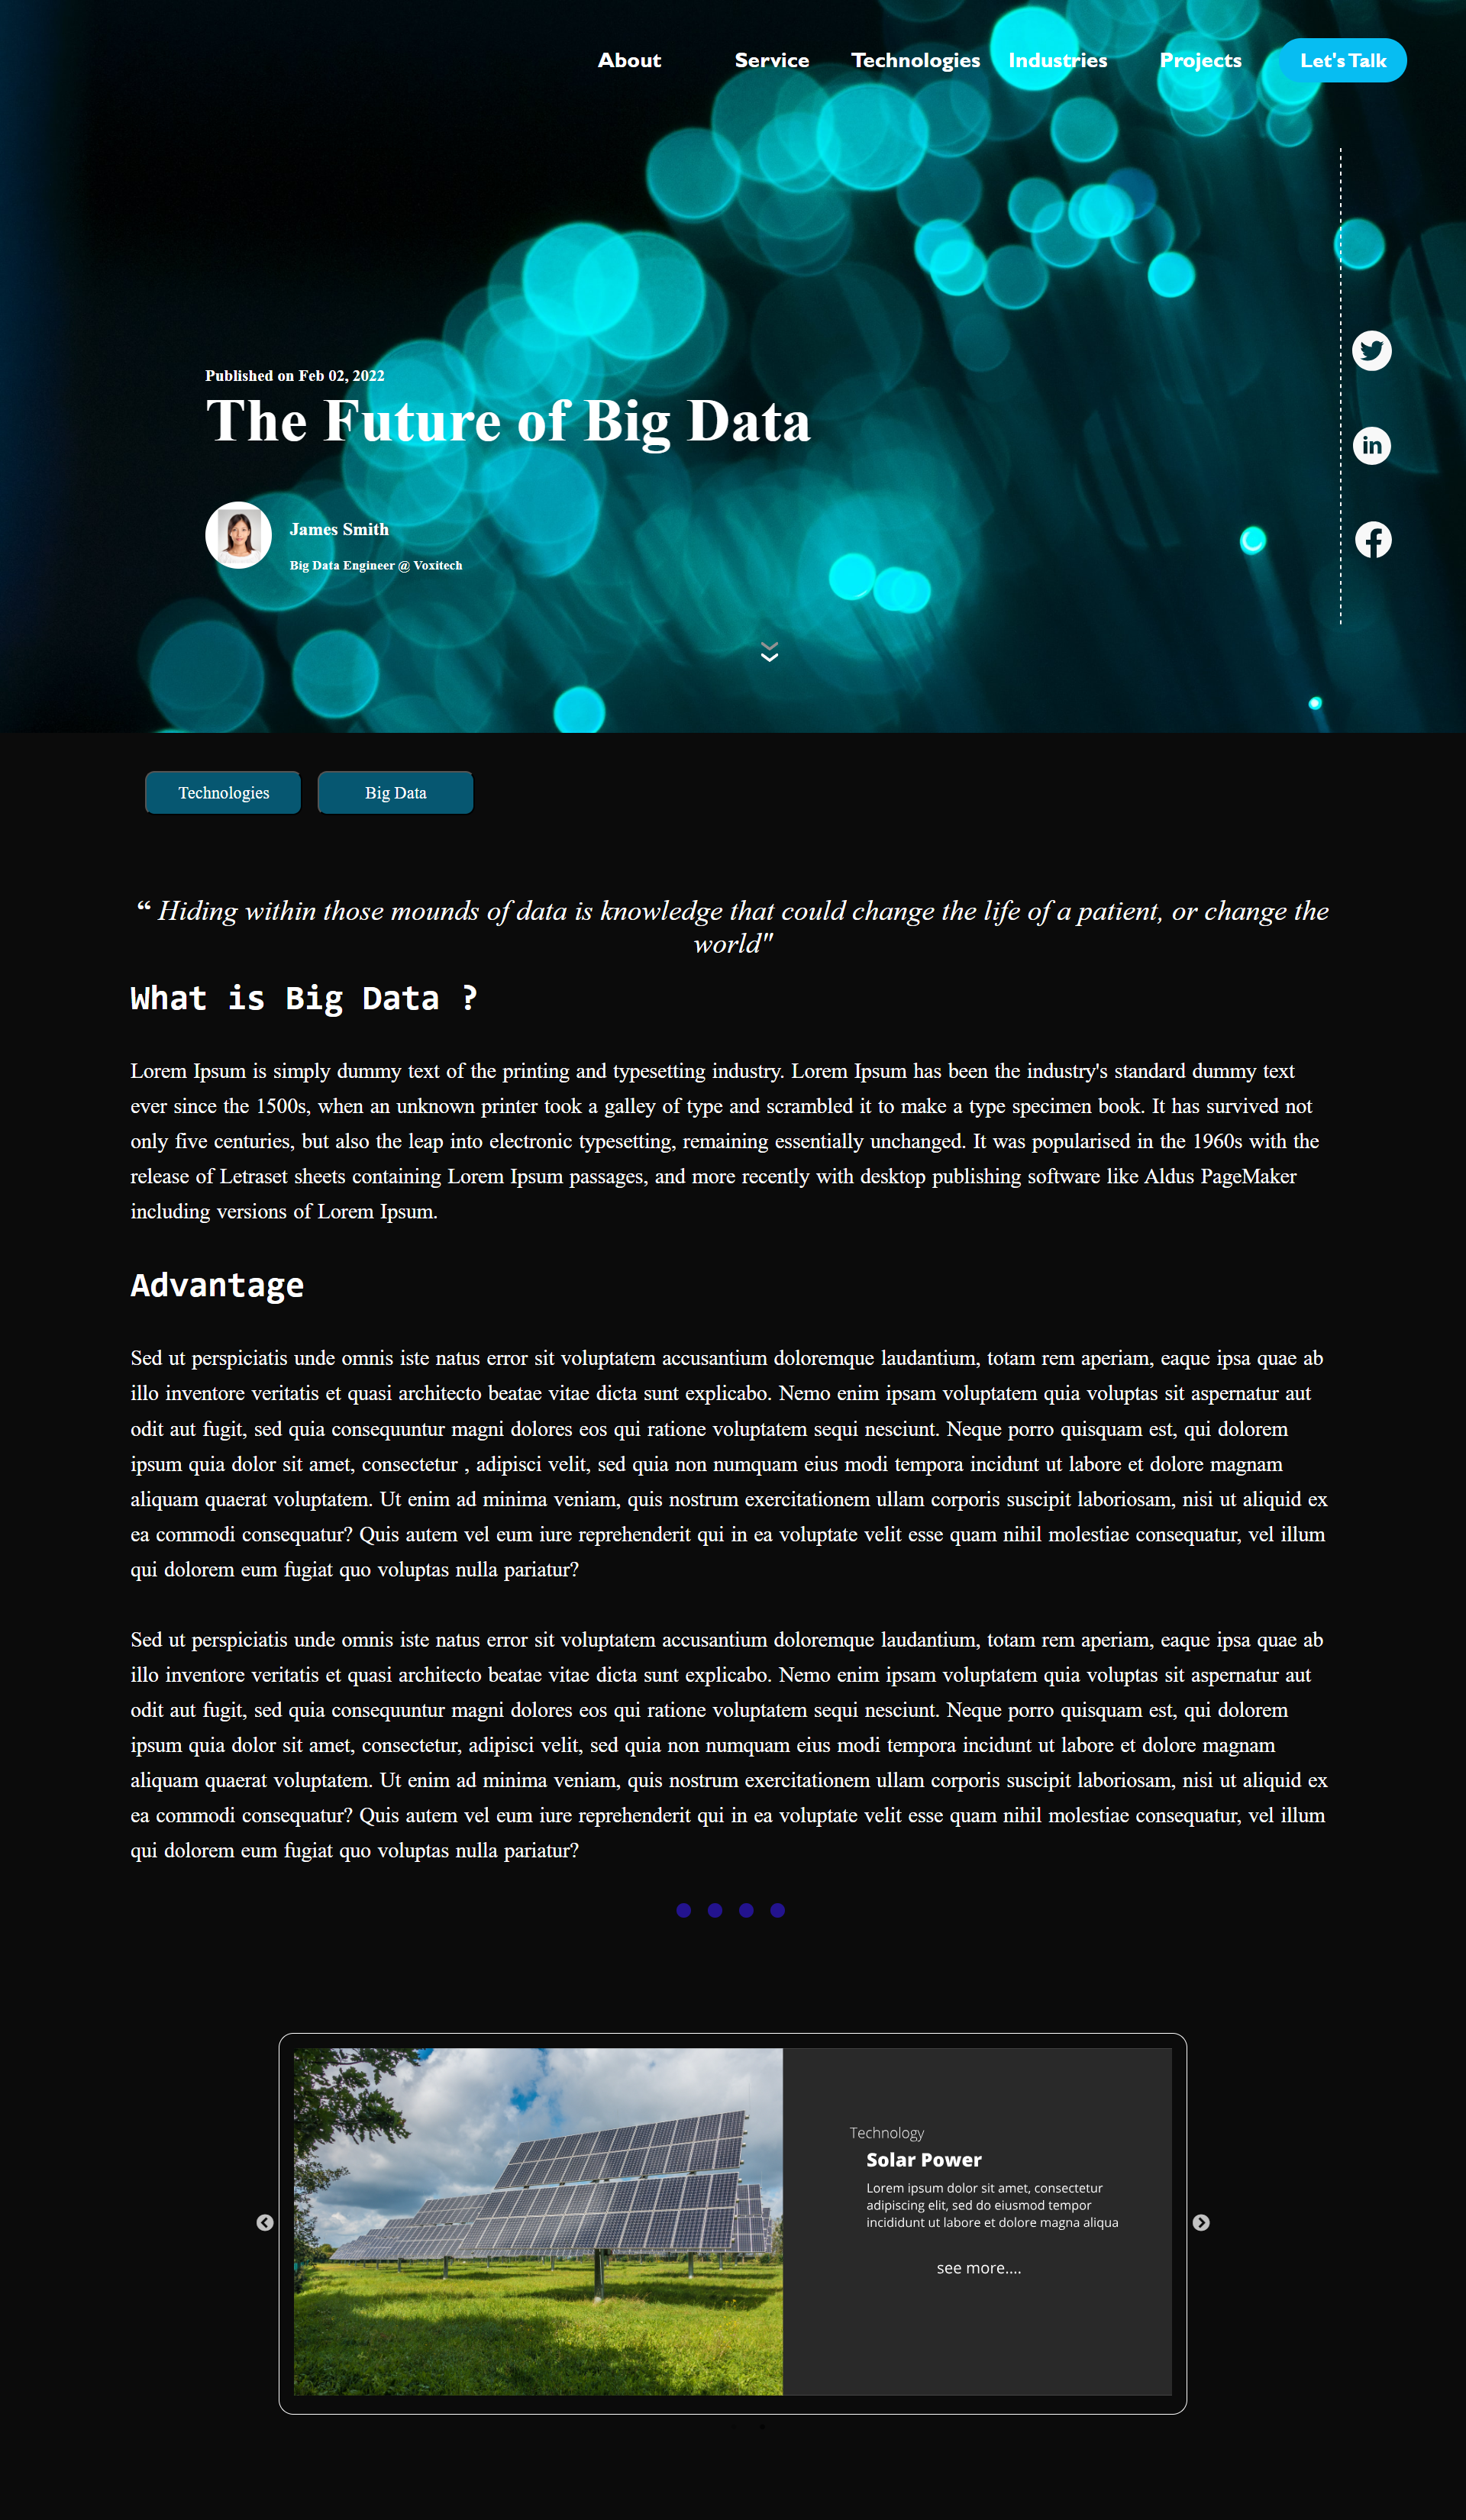 About Service Technologies Industries Projects Let's Talk
Published on Feb 02, 2022
The Future of Big Data
James Smith
Big Data Engineer @ Voxitech
in
Technologies Big Data
“ Hiding within those mounds of data is knowledge that could change the life of a patient, or change the
world"
What is Big Data ?
Lorem Ipsum is simply dummy text of the printing and typesetting industry. Lorem Ipsum has been the industry's standard dummy text
ever since the 1500s, when an unknown printer took a galley of type and scrambled it to make a type specimen book. It has survived not
only five centuries, but also the leap into electronic typesetting, remaining essentially unchanged. It was popularised in the 1960s with the
release of Letraset sheets containing Lorem Ipsum passages, and more recently with desktop publishing software like Aldus PageMaker
including versions of Lorem Ipsum.
Advantage
Sed ut perspiciatis unde omnis iste natus error sit voluptatem accusantium doloremque laudantium, totam rem aperiam, eaque ipsa quae ab
illo inventore veritatis et quasi architecto beatae vitae dicta sunt explicabo. Nemo enim ipsam voluptatem quia voluptas sit aspernatur aut
odit aut fugit, sed quia consequuntur magni dolores eos qui ratione voluptatem sequi nesciunt. Neque porro quisquam est, qui dolorem
ipsum quia dolor sit amet, consectetur , adipisci velit, sed quia non numquam eius modi tempora incidunt ut labore et dolore magnam
aliquam quaerat voluptatem. Ut enim ad minima veniam, quis nostrum exercitationem ullam corporis suscipit laboriosam, nisi ut aliquid ex
ea commodi consequatur? Quis autem vel eum iure reprehenderit qui in ea voluptate velit esse quam nihil molestiae consequatur, vel illum
qui dolorem eum fugiat quo voluptas nulla pariatur?
Sed ut perspiciatis unde omnis iste natus error sit voluptatem accusantium doloremque laudantium, totam rem aperiam, eaque ipsa quae ab
illo inventore veritatis et quasi architecto beatae vitae dicta sunt explicabo. Nemo enim ipsam voluptatem quia voluptas sit aspernatur aut
odit aut fugit, sed quia consequuntur magni dolores eos qui ratione voluptatem sequi nesciunt. Neque porro quisquam est, qui dolorem
ipsum quia dolor sit amet, consectetur, adipisci velit, sed quia non numquam eius modi tempora incidunt ut labore et dolore magnam
aliquam quaerat voluptatem. Ut enim ad minima veniam, quis nostrum exercitationem ullam corporis suscipit laboriosam, nisi ut aliquid ex
ea commodi consequatur? Quis autem vel eum iure reprehenderit qui in ea voluptate velit esse quam nihil molestiae consequatur, vel illum
qui dolorem eum fugiat quo voluptas nulla pariatur?
Technology
Solar Power
Lorem ipsum dolor sit amet, consectetur
adipiscing elit, sed do eiusmod tempor
incididunt ut labore et dolore magna aliqua
see more....